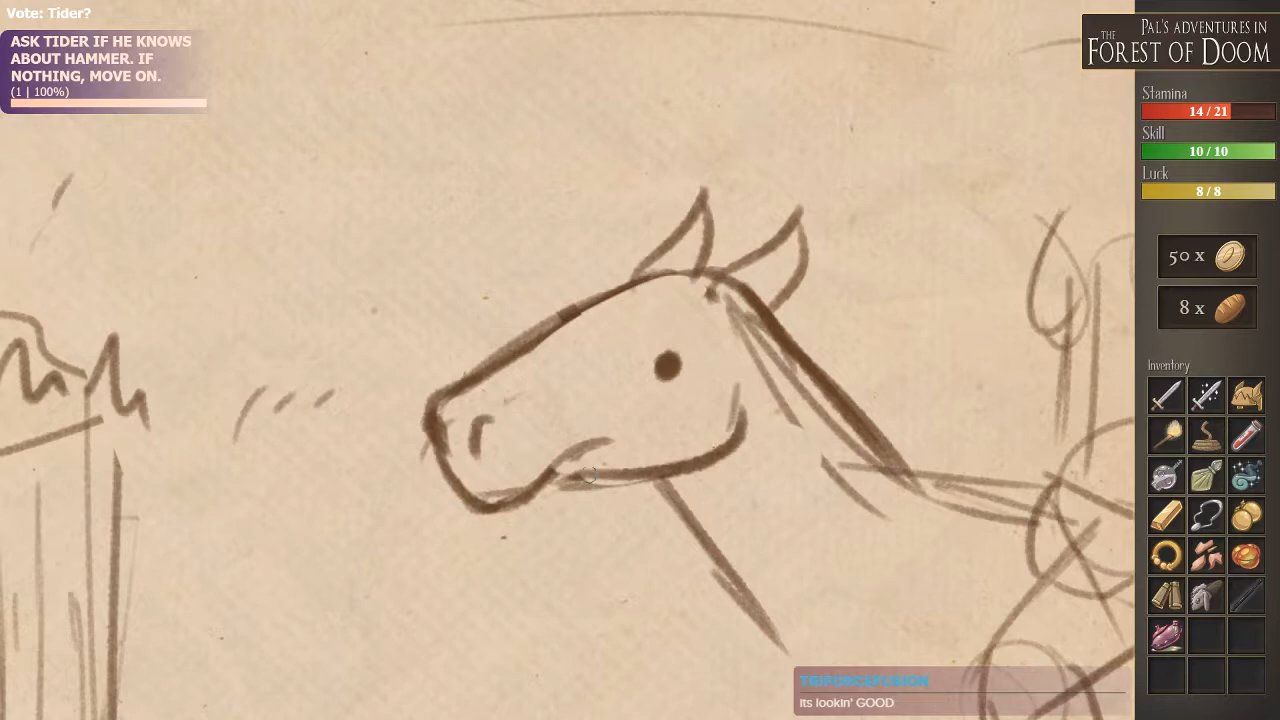 Vote: Tider?
ASK TIDER IF HE KNOWS
ABOUT HAMMER. IF
NOTHING, MOVE ON.
(1 | 100%)
PAL'S ADVENTURES IN
THE
FOREST OF DOOM
Stamina
14 / 21
Skill
10 / 10
Luck
8 / 8
50 x
8 x
Inventory
TRIFORCEFUSION
its lookin' GOOD